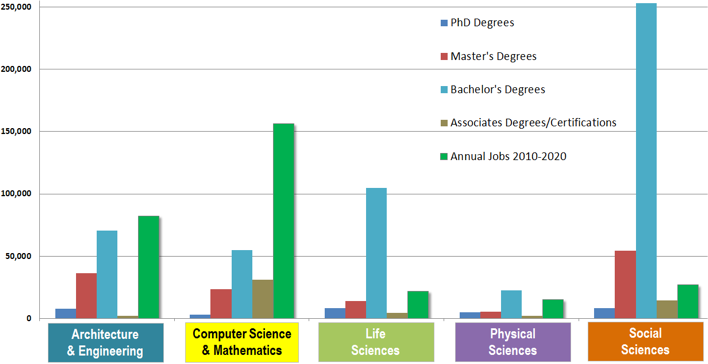 250,000
200,000
150,000
100,000
50,000
0
PhD Degrees
Master's Degrees
Bachelor's Degrees
Associates Degrees/Certifications
Annual Jobs 2010-2020
Architecture
& Engineering
Computer Science
& Mathematics
Life
Sciences
Physical
Sciences
Social
Sciences